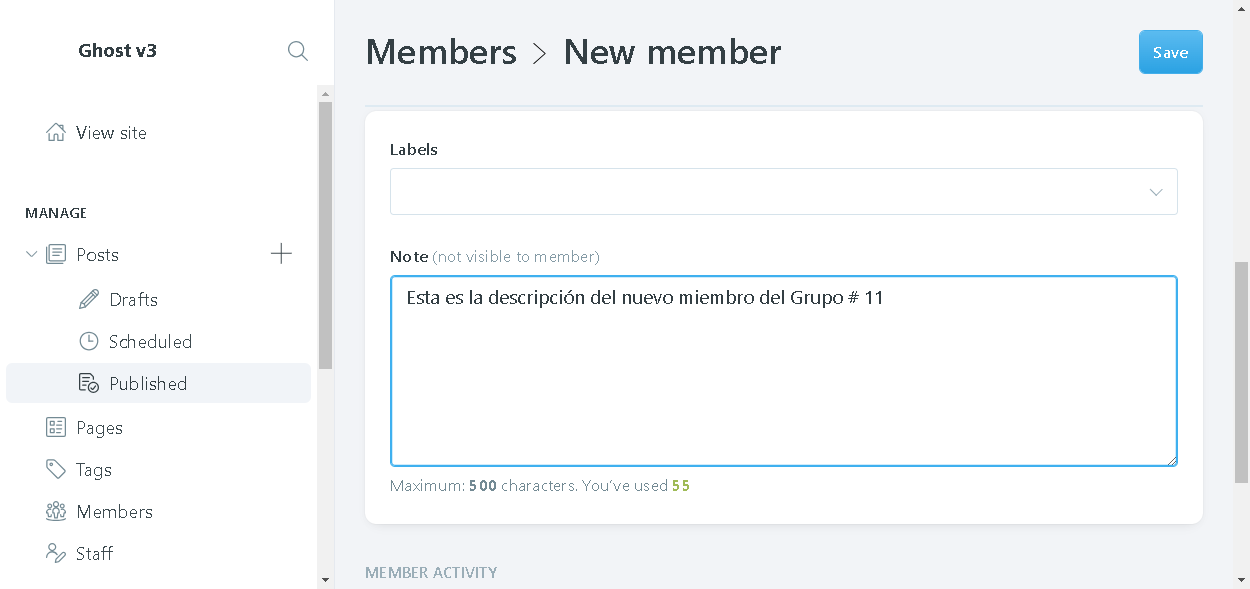 Ghost v3
View site
MANAGE
Posts
Drafts
Scheduled
Published
Pages
Tags
Members
Staff
Members > New member
Save
Labels
Note (not visible to member)
Esta es la descripción del nuevo miembro del Grupo # 11
Maximum: 500 characters. You've used 55
MEMBER ACTIVITY